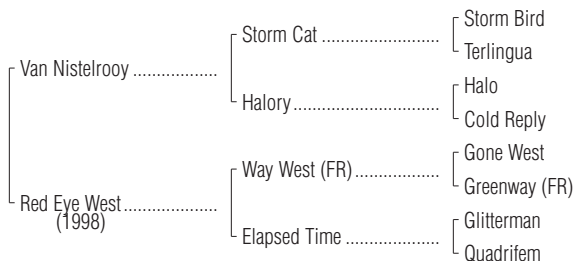 Storm Bird
Storm Cat ........................
Terlingua
Van Nistelrooy .................
Halo
Halory..............................
Cold Reply
Gone West
Way West (FR).................
Greenway (FR)
Red Eye West...................
(1998)
Glitterman
Elapsed Time ...................
Quadrifem